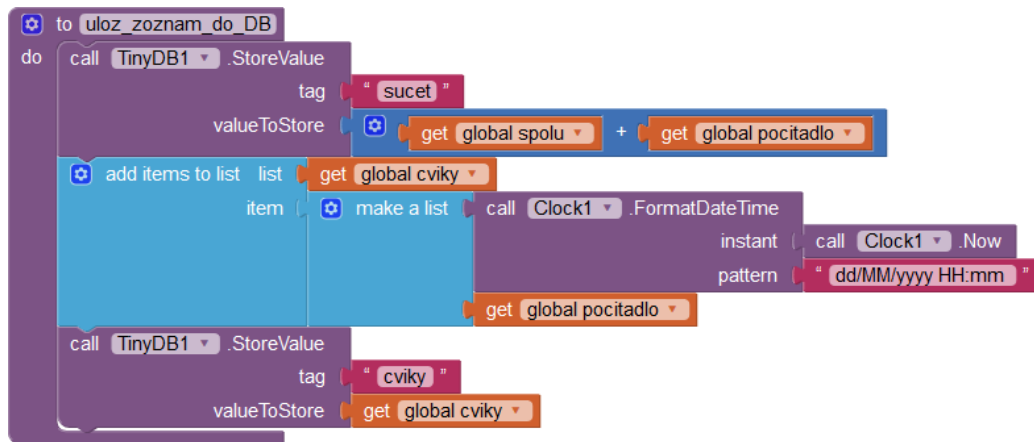 to uloz_zoznam_do_DB
do call TinyDB1 .StoreValue
tag " sucet "
valueToStore get global spolu + get global pocitadlo
add items to list list get global cviky
item make a list call Clock1 .FormatDateTime
instant call Clock1 .Now
pattern " dd/MM/yyyy HH:mm "
get global pocitadlo
call TinyDB1 .StoreValue
tag " cviky "
valueToStore get global cviky